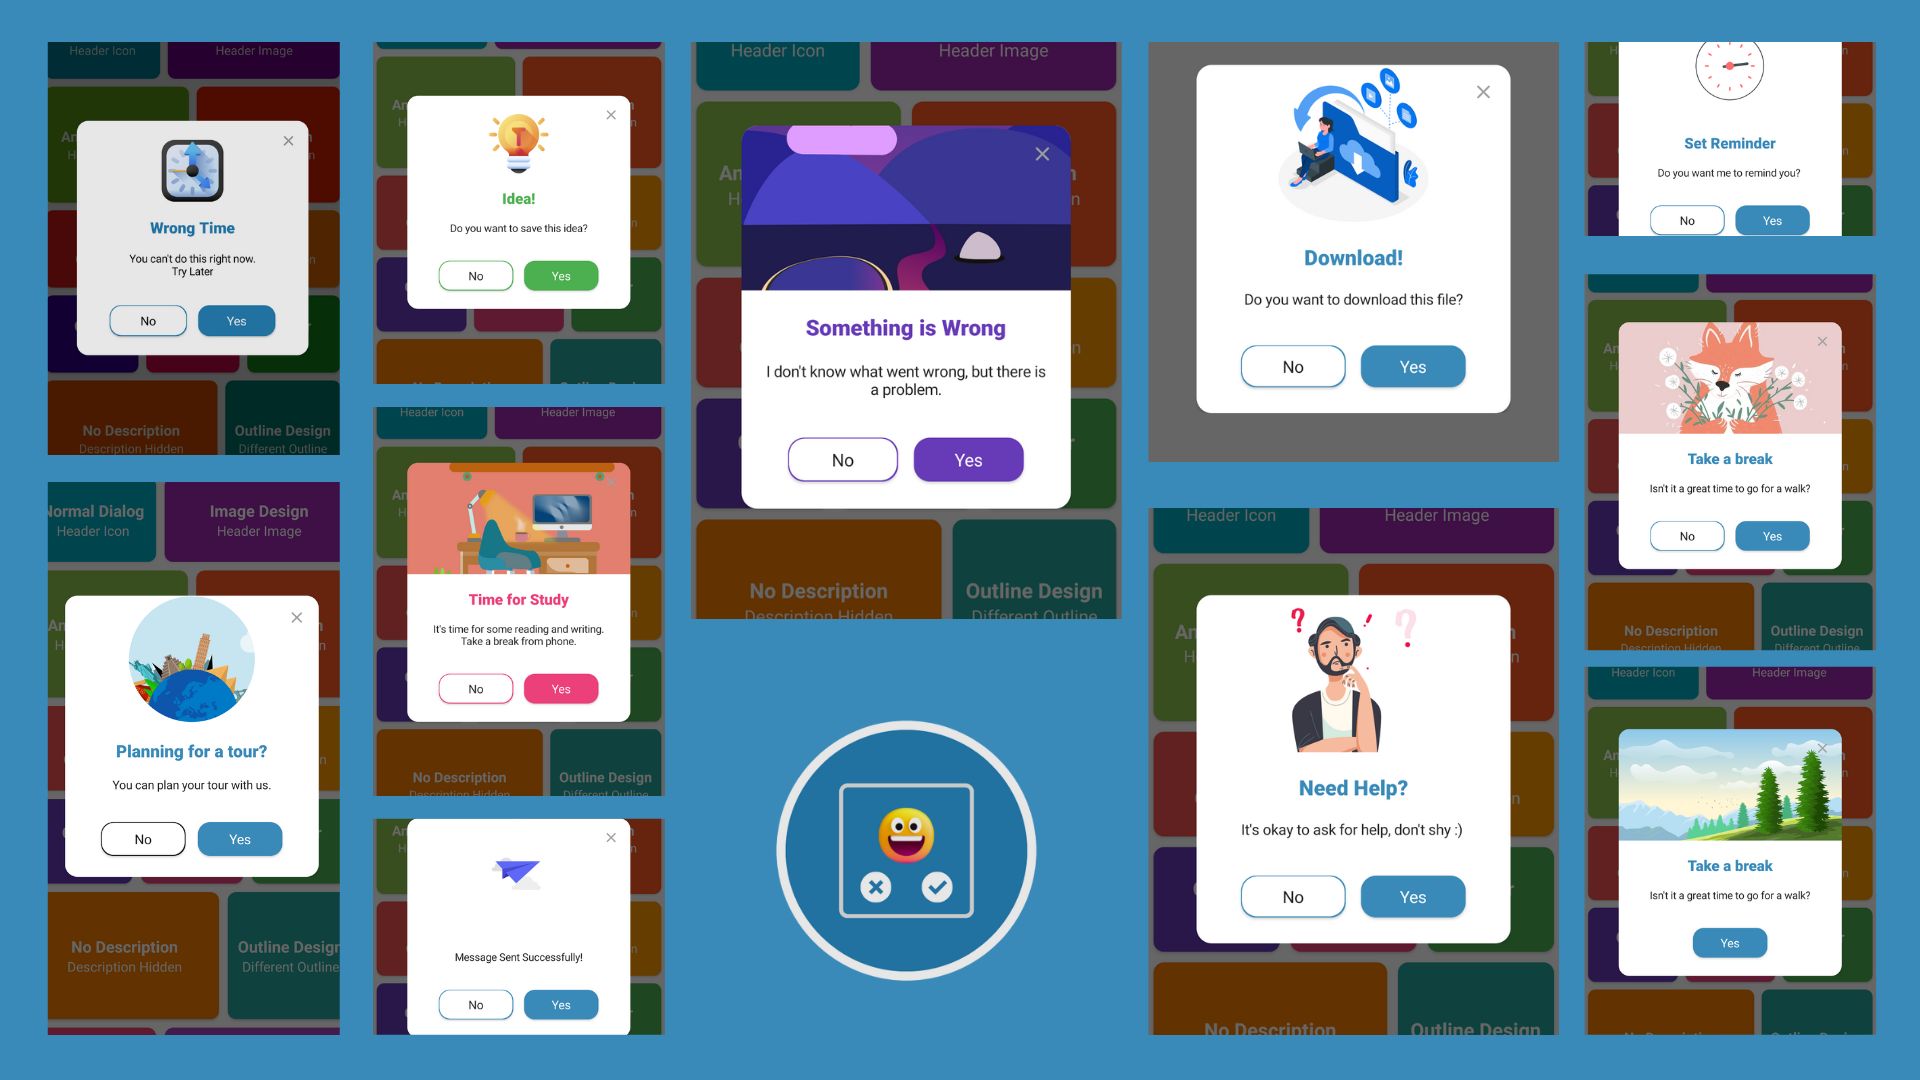 Header Icon
Header Image
Wrong Time
You can't do this right now.
Try Later
No
Yes
No Description
Description Hidden
Outline Design
Different Outline
Normal Dialog
Header Icon
Image Design
Header Image
Planning for a tour?
You can plan your tour with us.
No
Yes
No Description
Description Hidden
Outline Design
Different Outline
Idea!
Do you want to save this idea?
No
Yes
Header Icon
Header Image
Time for Study
It's time for some reading and writing.
Take a break from phone.
No
Yes
No Description
Description Hidden
Outline Design
Different Outline
Message Sent Successfully!
No
Yes
Header Icon
Header Image
Something is Wrong
I don't know what went wrong, but there is
a problem.
No
Yes
No Description
Description Hidden
Outline Design
Different Outline
Download!
Do you want to download this file?
No
Yes
Header Icon
Header Image
Need Help?
It's okay to ask for help, don't shy :)
No
Yes
No Description
Outline Design
Set Reminder
Do you want me to remind you?
No
Yes
Take a break
Isn't it a great time to go for a walk?
No
Yes
No Description
Description Hidden
Outline Design
Different Outline
Header Icon
Header Image
Take a break
Isn't it a great time to go for a walk?
Yes